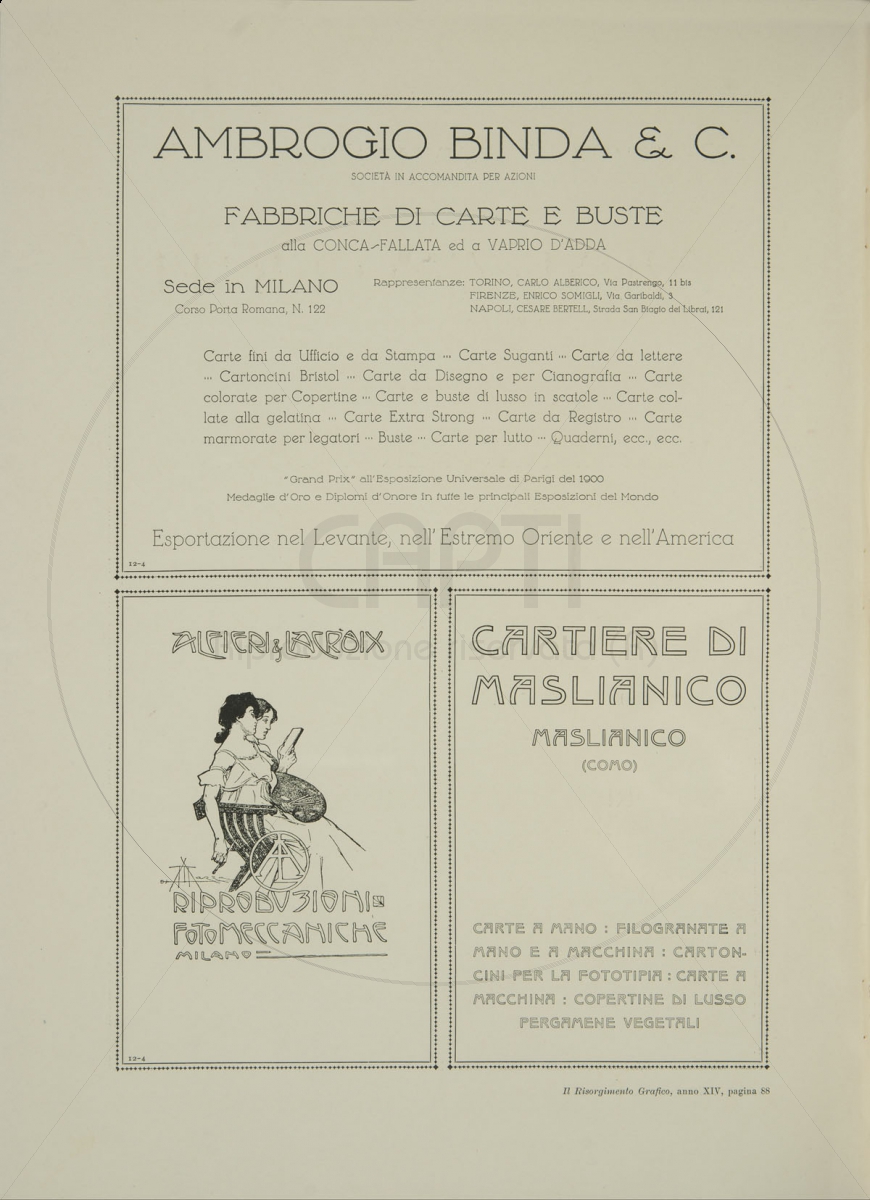 AMBROGIO BINDA & C.
SOCIETÀ IN ACCOMANDITA PER AZIONI
FABBRICHE DI CARTE E BUSTE
alla CONCA-FALLATA ed a VAPRIO D'ADDA
Sede in MILANO
Corso Porta Romana, N. 122
Rappresentanze: TORINO, CARLO ALBERICO, Via Pastrengo, 11 bis
FIRENZE, ENRICO SOMIGLI, Via Garibaldi, 3
NAPOLI, CESARE BERTELL, Strada San Biagio dei Librai, 121
Carte fini da Ufficio e da Stampa ··· Carte Suganti ··· Carte da lettere
··· Cartoncini Bristol ··· Carte da Disegno e per Cianografia ··· Carte
colorate per Copertine ··· Carte e buste di lusso in scatole ··· Carte col-
late alla gelatina ··· Carte Extra Strong ··· Carte da Registro ··· Carte
marmorate per legatori ··· Buste ··· Carte per lutto ··· Quaderni, ecc., ecc.
"Grand Prix" all'Esposizione Universale di Parigi del 1900
Medaglie d'Oro e Diplomi d'Onore in tutte le principali Esposizioni del Mondo
Esportazione nel Levante, nell'Estremo Oriente e nell'America
12-4
ALFIERI & LACROIX
RIPRODUZIONI
FOTOMECCANICHE
MILANO
12-4
CARTIERE DI
MASLIANICO
MASLIANICO
(COMO)
CARTE A MANO : FILOGRANATE A
MANO E A MACCHINA : CARTON-
CINI PER LA FOTOTIPIA : CARTE A
MACCHINA : COPERTINE DI LUSSO
PERGAMENE VEGETALI
Il Risorgimento Grafico, anno XIV, pagina 88
CAPTI